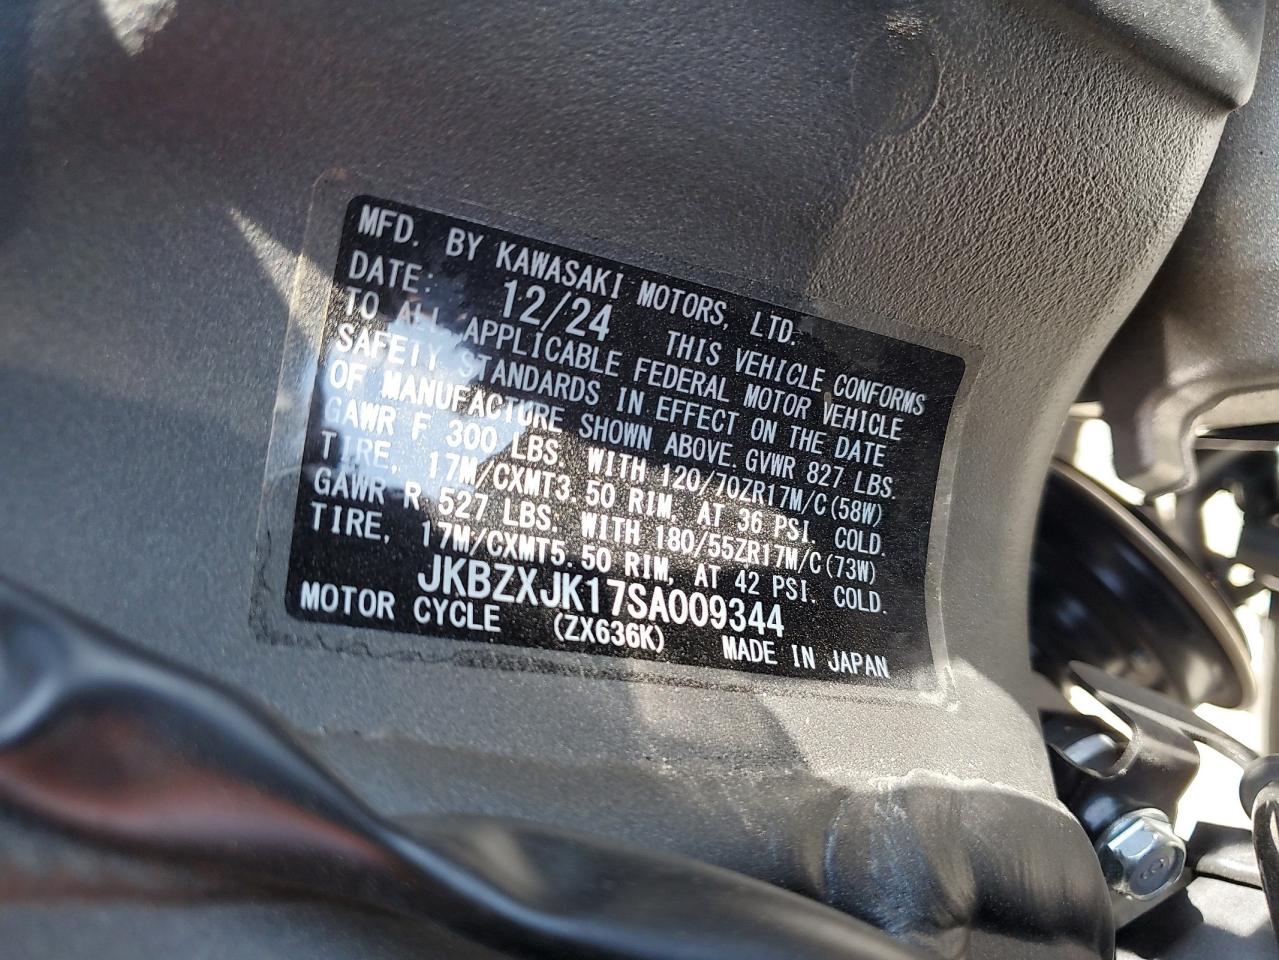 MFD. BY KAWASAKI MOTORS, LTD.
DATE: 12/24 THIS VEHICLE CONFORMS
TO ALL APPLICABLE FEDERAL MOTOR VEHICLE
SAFETY STANDARDS IN EFFECT ON THE DATE
OF MANUFACTURE SHOWN ABOVE. GVWR 827 LBS.
GAWR F 300 LBS. WITH 120/70ZR17M/C(58W)
TIRE, 17M/CXMT3.50 RIM, AT 36 PSI. COLD.
GAWR R 527 LBS. WITH 180/55ZR17M/C(73W)
TIRE, 17M/CXMT5.50 RIM, AT 42 PSI. COLD.
JKBZXJK17SA009344
MOTOR CYCLE (ZX636K) MADE IN JAPAN